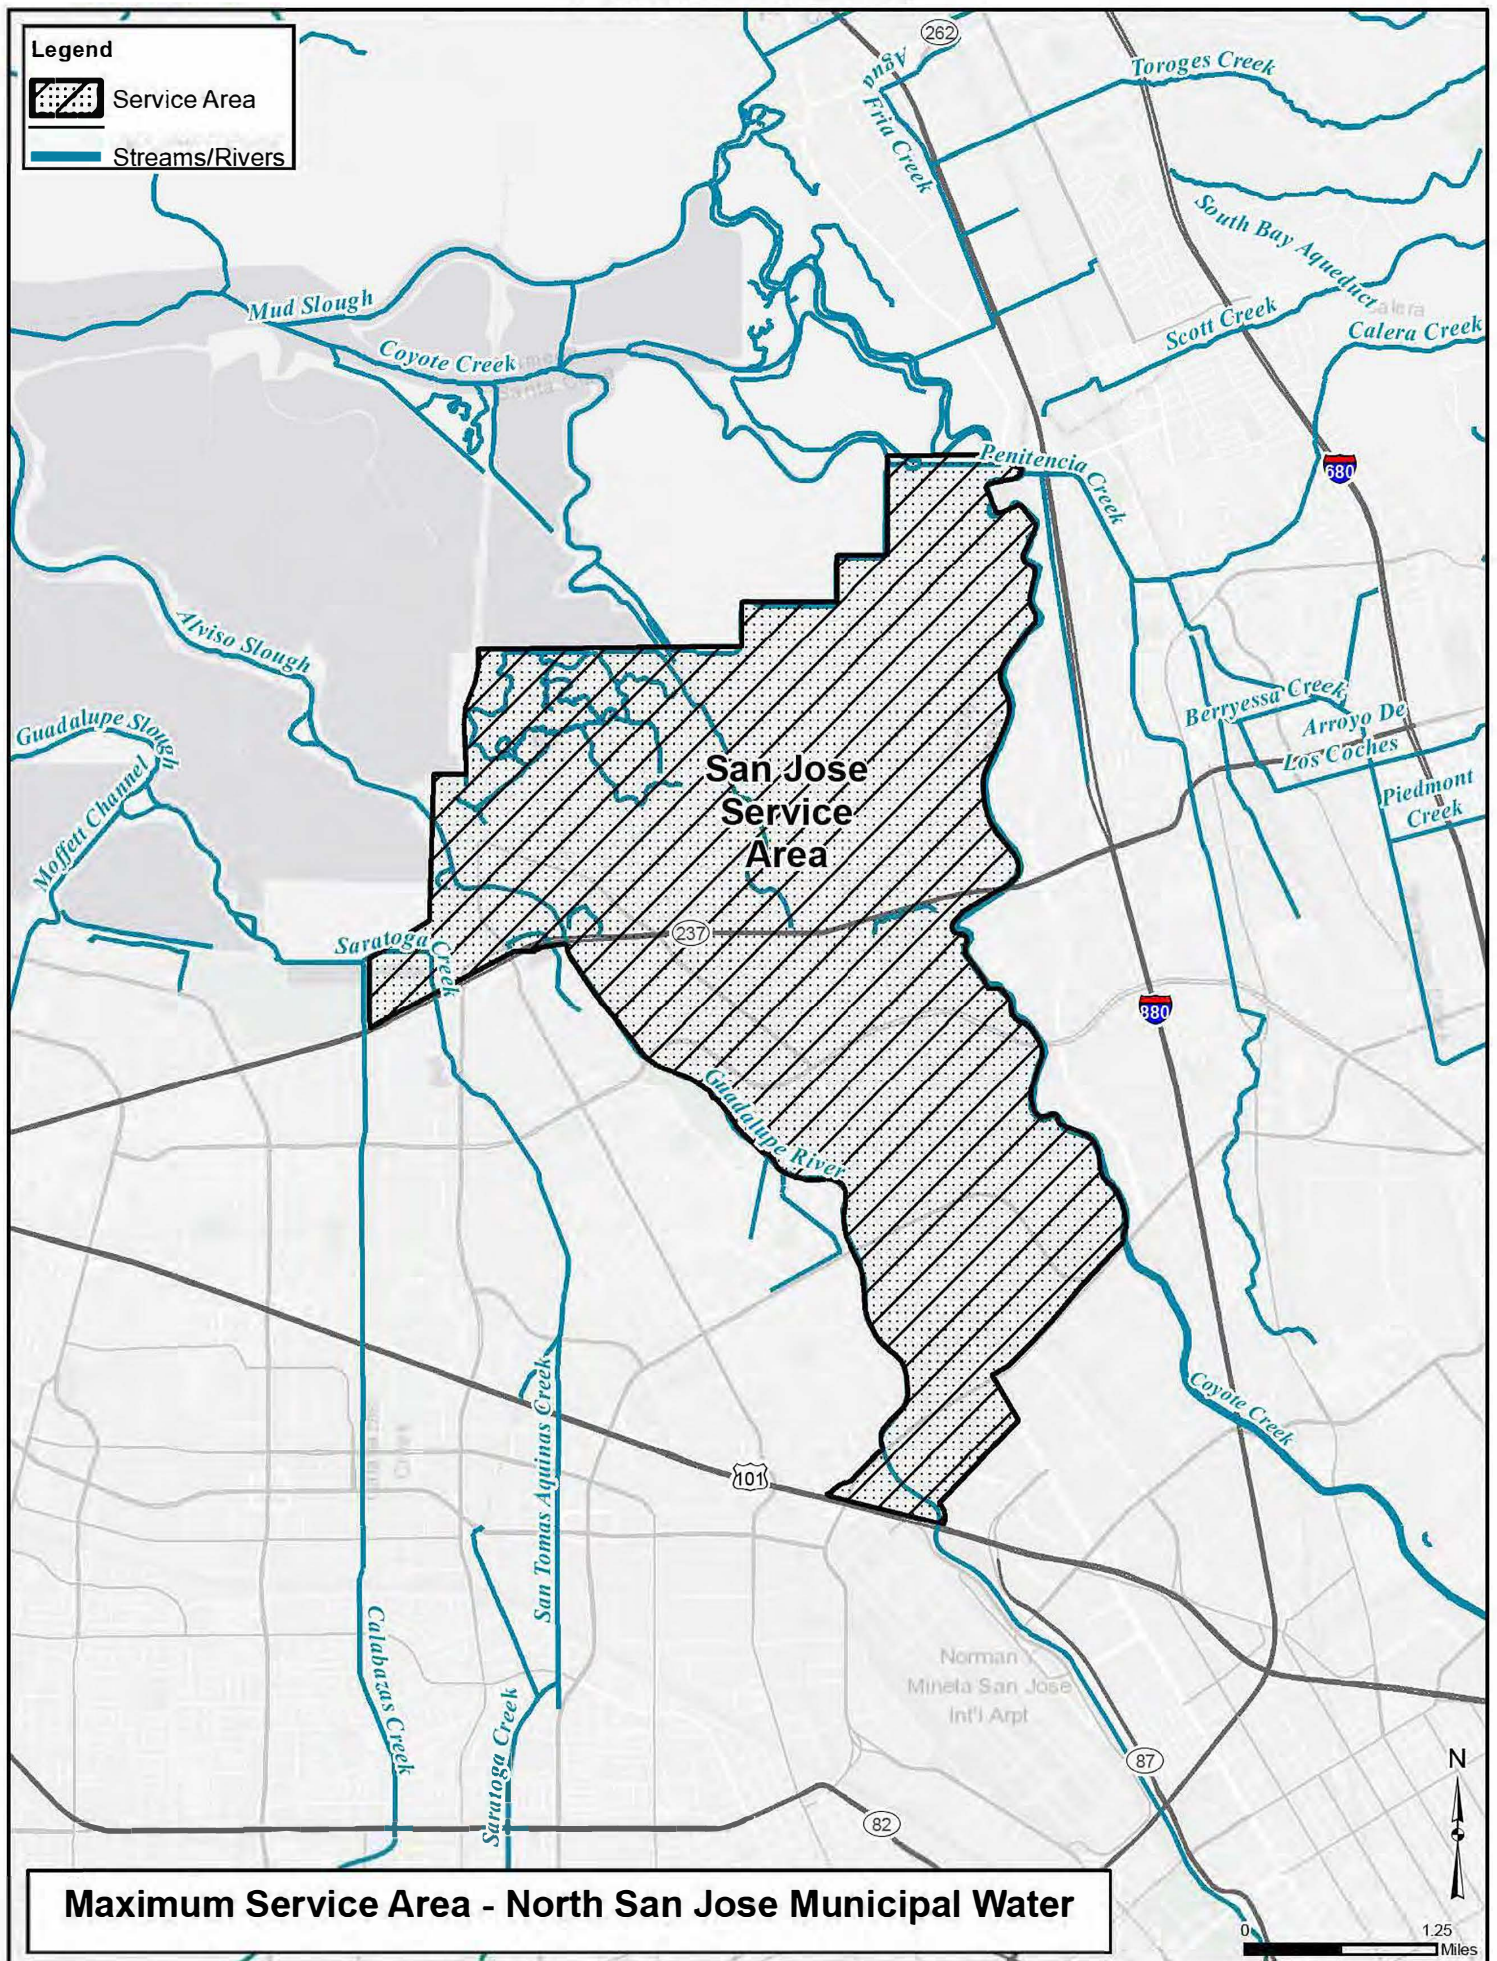 Legend
Service Area
Streams/Rivers
262
Agua
Fria Creek
Toroges Creek
South Bay Aqueduct
Calera
Scott Creek
Calera Creek
Mud Slough
Coyote Creek
Santa Clara
Penitencia Creek
680
Alviso Slough
Guadalupe Slough
Moffett Channel
Berryessa Creek
Arroyo De
Los Coches
Piedmont
Creek
San Jose
Service
Area
237
Saratoga Creek
880
Guadalupe River
Coyote Creek
101
San Tomas Aquinas Creek
Calabazas Creek
Saratoga Creek
Norman Y
Mineta San Jose
Int'l Arpt
87
82
N
Maximum Service Area - North San Jose Municipal Water
0 1.25
Miles